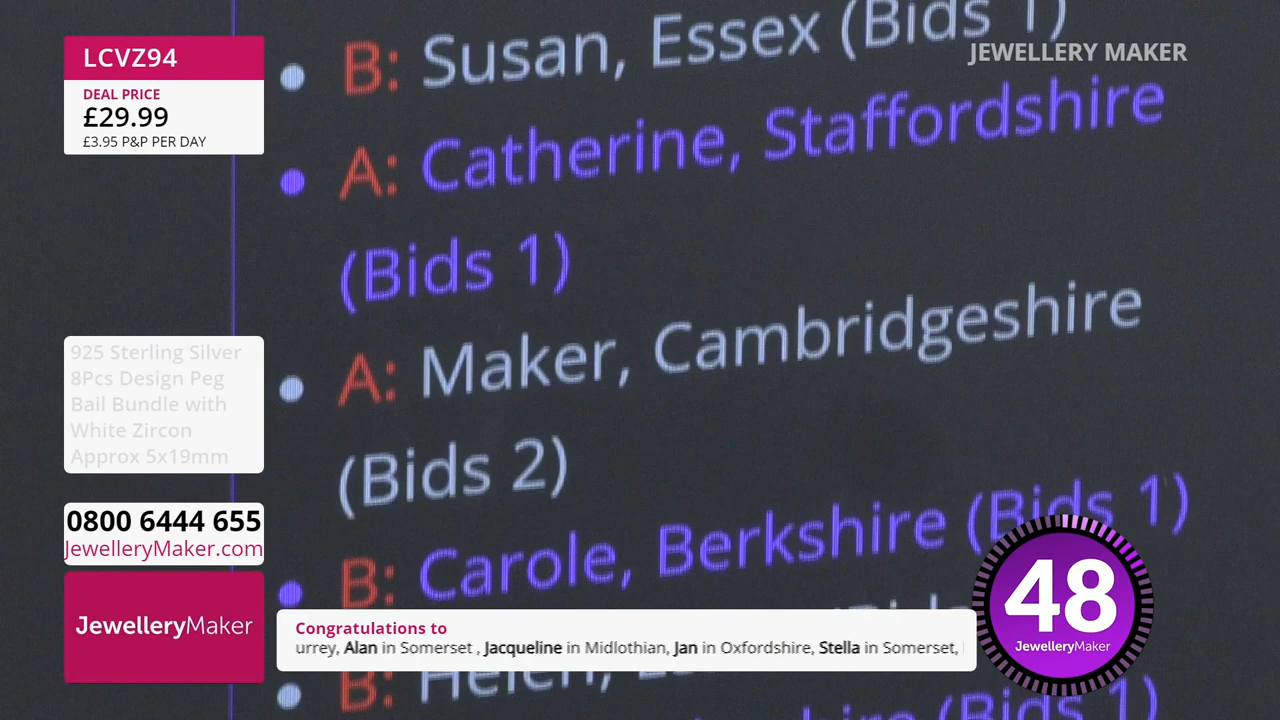 LCVZ94
DEAL PRICE
£29.99
£3.95 P&P PER DAY
JEWELLERY MAKER
B: Susan, Essex (Bids 1)
A: Catherine, Staffordshire
(Bids 1)
A: Maker, Cambridgeshire
(Bids 2)
B: Carole, Berkshire (Bids 1)
B: Helen,
(Bids 1)
925 Sterling Silver
8Pcs Design Peg
Bail Bundle with
White Zircon
Approx 5x19mm
0800 6444 655
JewelleryMaker.com
JewelleryMaker
Congratulations to
urrey, Alan in Somerset , Jacqueline in Midlothian, Jan in Oxfordshire, Stella in Somerset,
48
JewelleryMaker